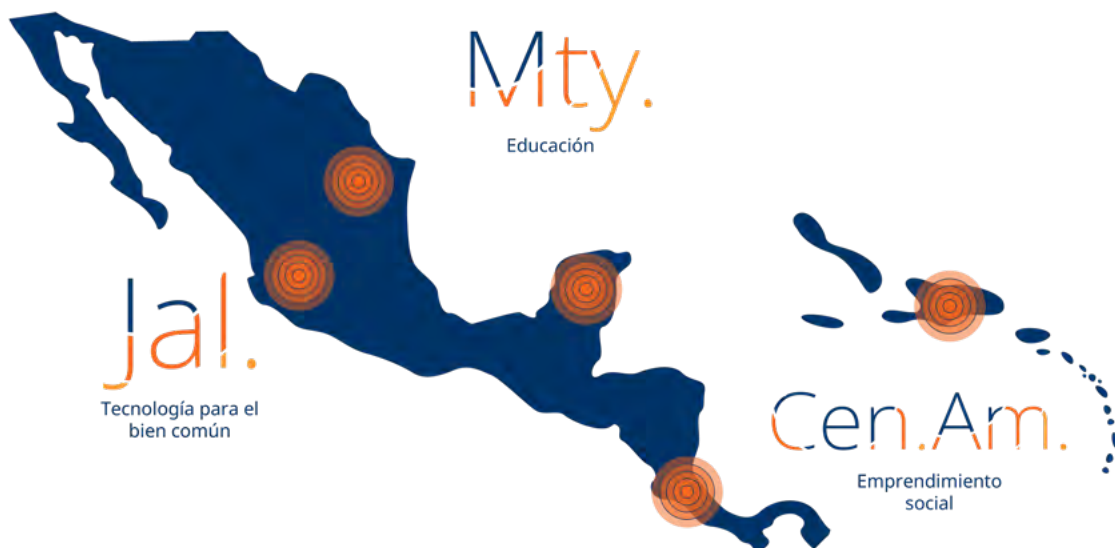 Mty.
Educación
Jal.
Tecnología para el
bien común
Cen.Am.
Emprendimiento
social